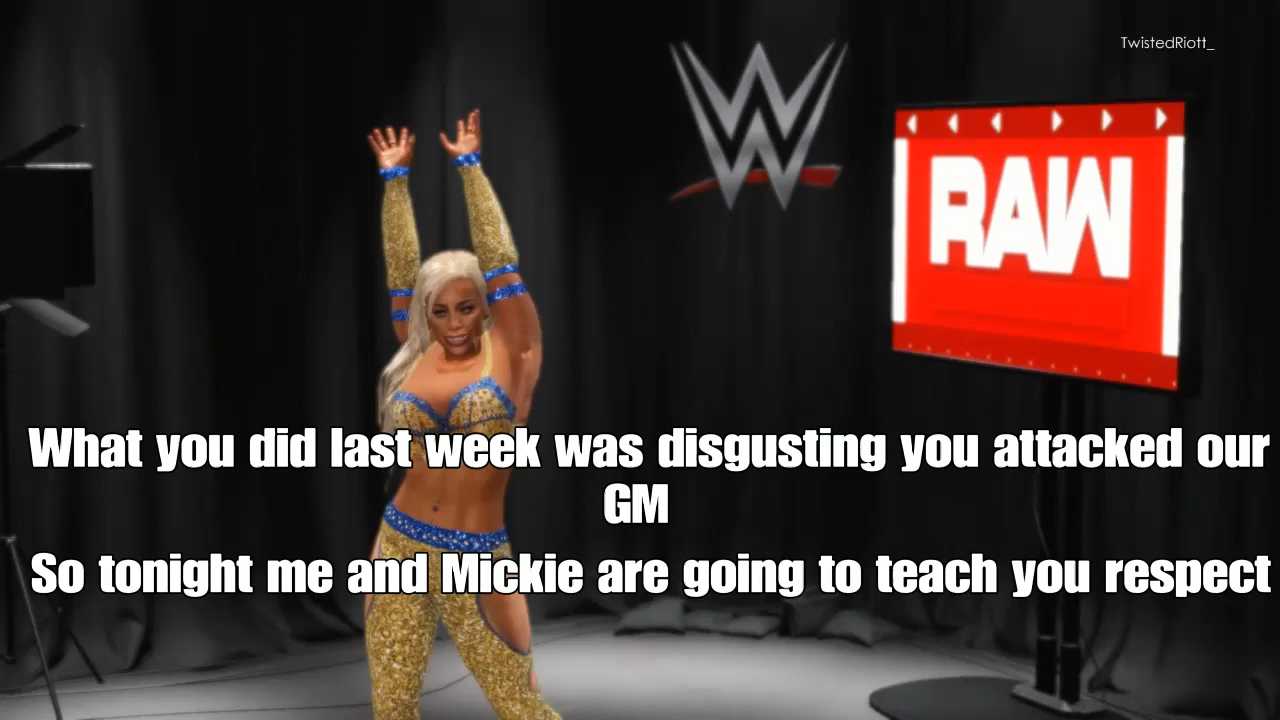 TwistedRiott_
W
RAW
What you did last week was disgusting you attacked our
GM
So tonight me and Mickie are going to teach you respect